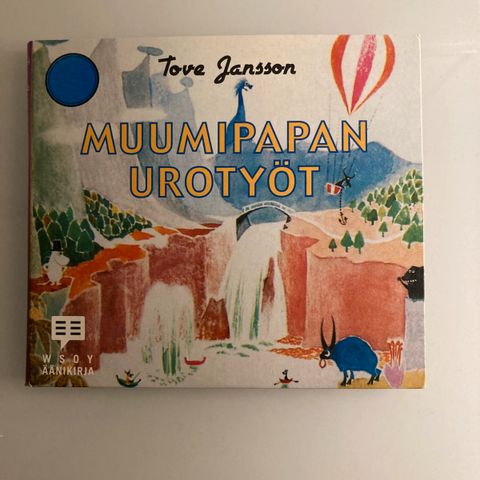 Tove Jansson
MUUMIPAPAN
UROTYÖT
WSOY
ÄÄNIKIRJA